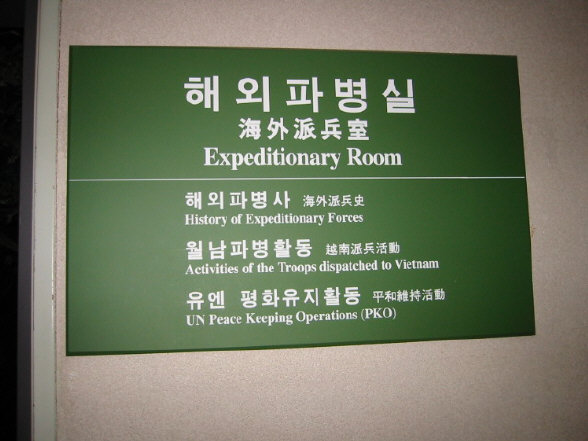 해외파병실
海外派兵室
Expeditionary Room
해외파병사 海外派兵史
History of Expeditionary Forces
월남파병활동 越南派兵活動
Activities of the Troops dispatched to Vietnam
유엔 평화유지활동 平和維持活動
UN Peace Keeping Operations (PKO)